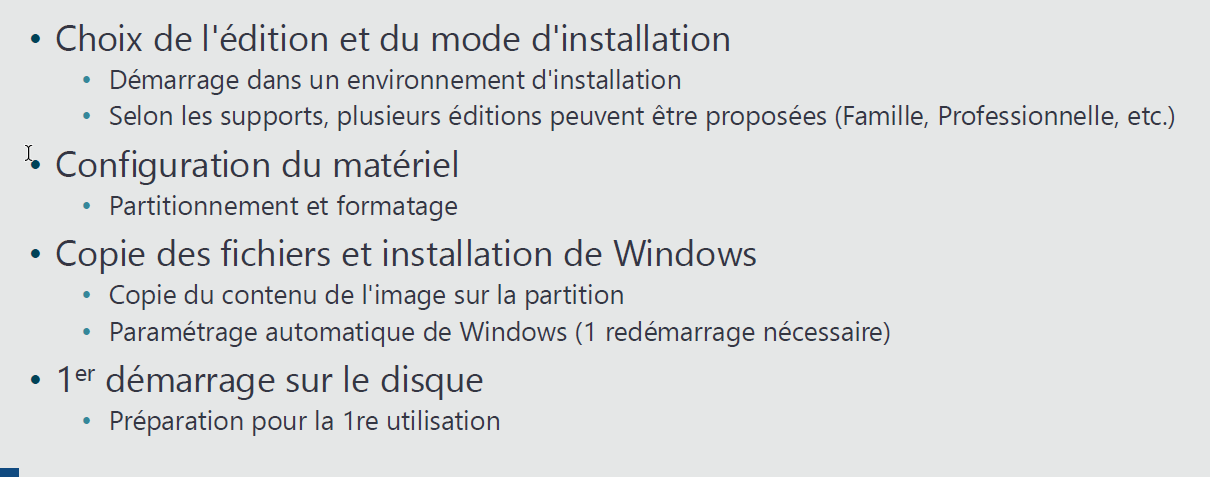 • Choix de l'édition et du mode d'installation
• Démarrage dans un environnement d'installation
• Selon les supports, plusieurs éditions peuvent être proposées (Famille, Professionnelle, etc.)
• Configuration du matériel
• Partitionnement et formatage
• Copie des fichiers et installation de Windows
• Copie du contenu de l'image sur la partition
• Paramétrage automatique de Windows (1 redémarrage nécessaire)
• 1er démarrage sur le disque
• Préparation pour la 1re utilisation